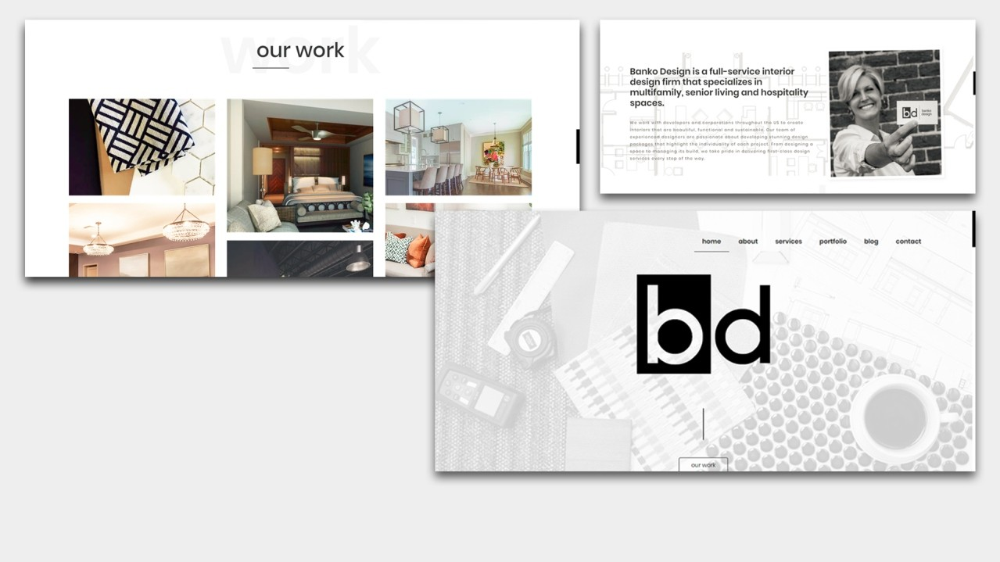 work
our work
Banko Design is a full-service interior
design firm that specializes in
multifamily, senior living and hospitality
spaces.
We work with developers and corporations throughout the US to create
interiors that are beautiful, functional and sustainable. Our team of
experienced designers are passionate about developing stunning design
packages that highlight the individuality of each project. From designing a
space to managing its build, we take pride in delivering first-class design
services every step of the way.
bd banko
design
home about services portfolio blog contact
bd
our work